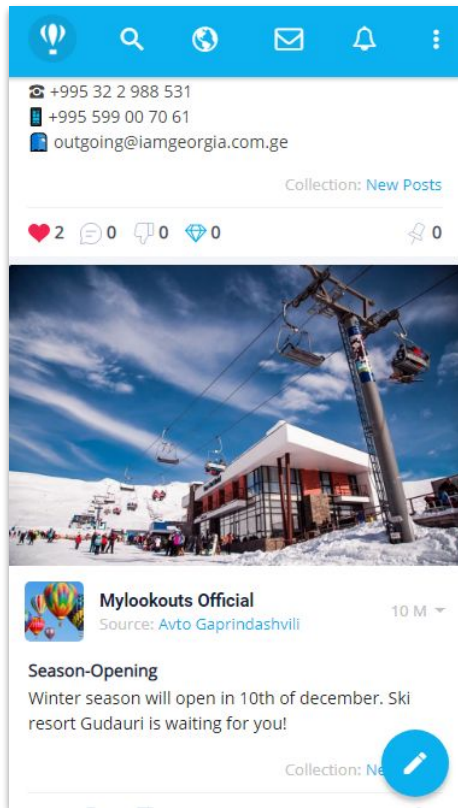 +995 32 2 988 531
+995 599 00 70 61
outgoing@iamgeorgia.com.ge
Collection: New Posts
2 0 0 0 0
Mylookouts Official
10 M
Source: Avto Gaprindashvili
Season-Opening
Winter season will open in 10th of december. Ski
resort Gudauri is waiting for you!
Collection: